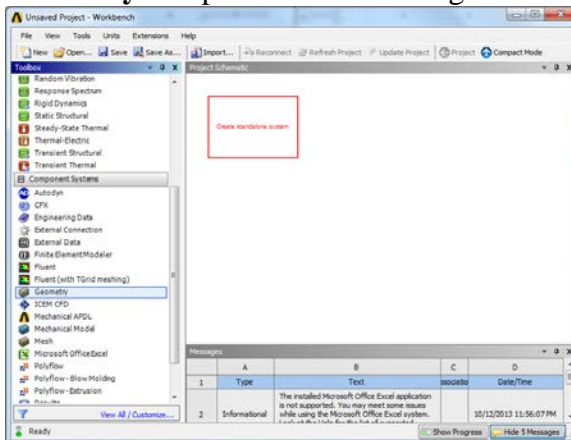 Unsaved Project - Workbench
File View Tools Units Extensions Help
New Open... Save Save As... Import... Reconnect Refresh Project Update Project Project Compact Mode
Toolbox
Project Schematic
Random Vibration
Response Spectrum
Rigid Dynamics
Static Structural
Steady-State Thermal
Thermal-Electric
Transient Structural
Transient Thermal
Component Systems
Autodyn
CFX
Engineering Data
External Connection
External Data
Finite Element Modeler
Fluent
Fluent (with TGrid meshing)
Geometry
ICEM CFD
Mechanical APDL
Mechanical Model
Mesh
Microsoft Office Excel
Polyflow
Polyflow - Blow Molding
Polyflow - Extrusion
Results
View All / Customize...
Create standalone system
Messages
A B C D
1 Type Text ssociatio Date/Time
2 Informational
The installed Microsoft Office Excel application
is not supported. You may meet some issues
while using the Microsoft Office Excel system.
10/12/2013 11:56:07 PM
Ready
Show Progress Hide 5 Messages